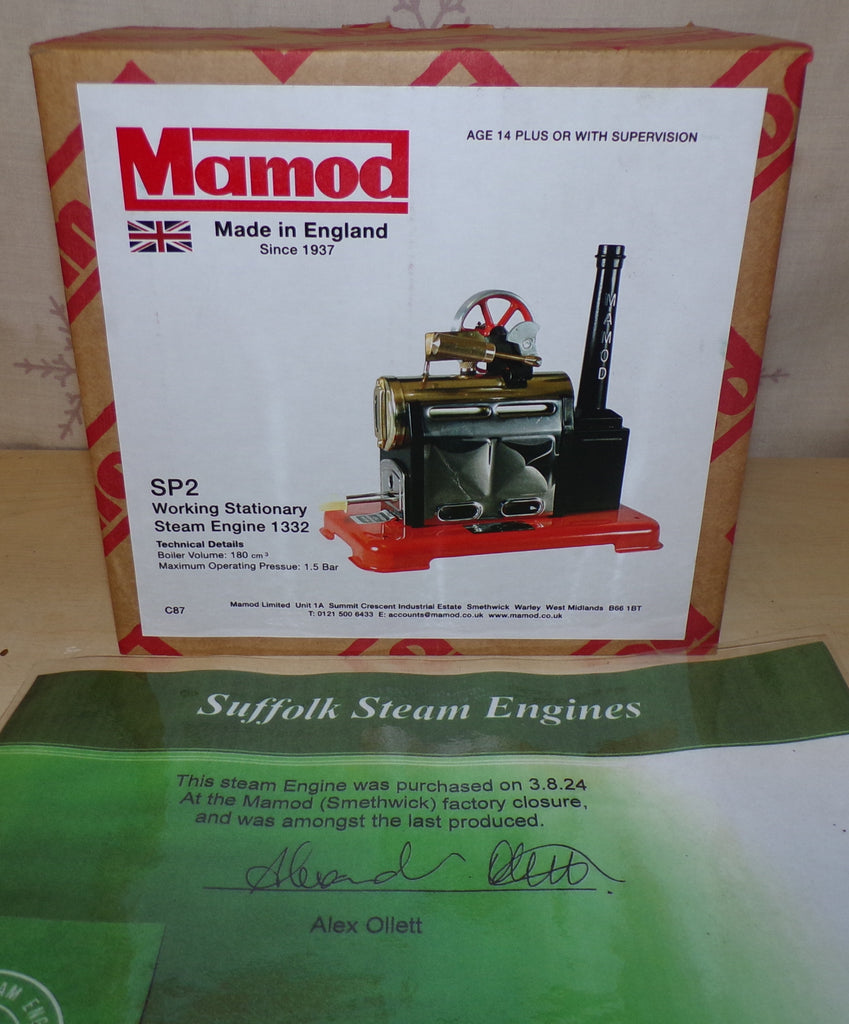 Mamod
AGE 14 PLUS OR WITH SUPERVISION
Made in England
Since 1937
MAMOD
SP2
Working Stationary
Steam Engine 1332
Technical Details
Boiler Volume: 180 cm³
Maximum Operating Pressue: 1.5 Bar
C87
Mamod Limited Unit 1A Summit Crescent Industrial Estate Smethwick Warley West Midlands B66 1BT
T: 0121 500 6433 E: accounts@mamod.co.uk www.mamod.co.uk
Suffolk Steam Engines
This steam Engine was purchased on 3.8.24
At the Mamod (Smethwick) factory closure,
and was amongst the last produced.
Alexander Ollett.
Alex Ollett